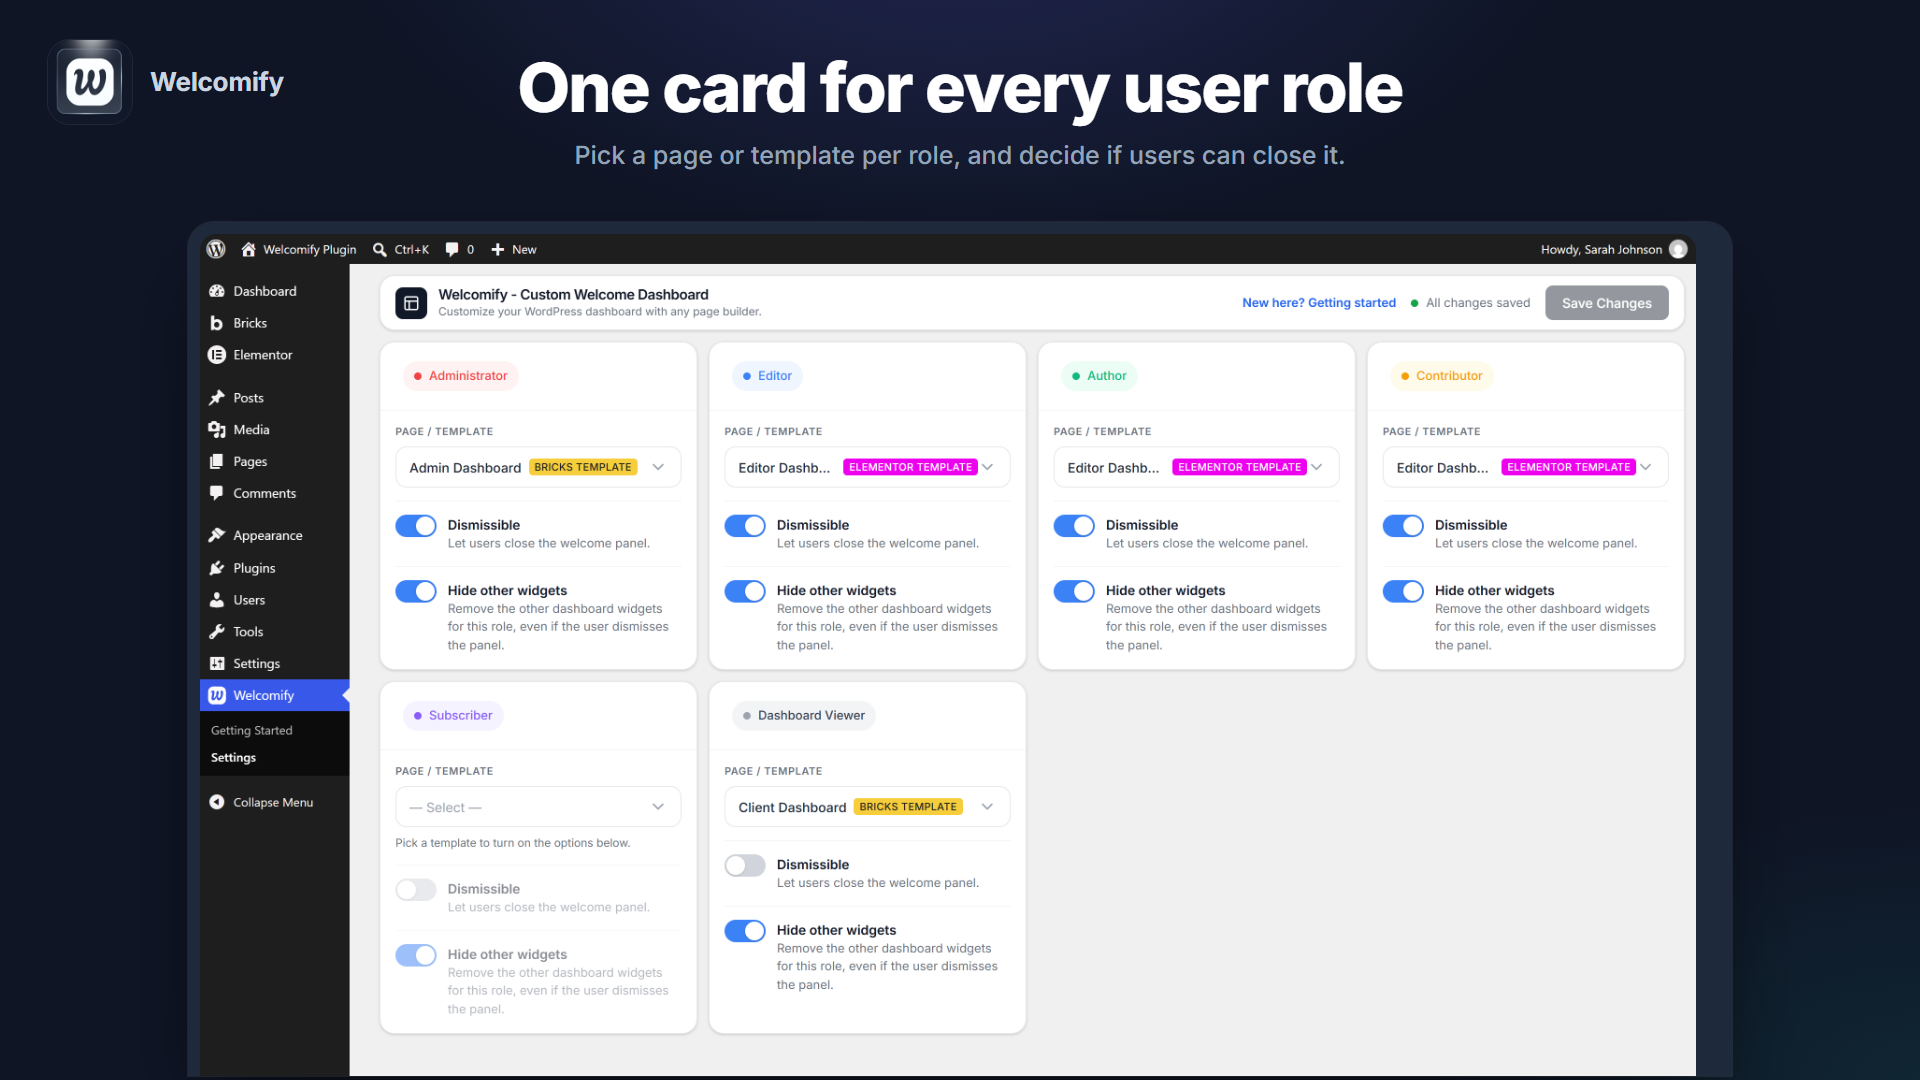 Welcomify
One card for every user role
Pick a page or template per role, and decide if users can close it.
Welcomify Plugin
Ctrl+K
0
New
Howdy, Sarah Johnson
Dashboard
Bricks
Elementor
Posts
Media
Pages
Comments
Appearance
Plugins
Users
Tools
Settings
Welcomify
Getting Started
Settings
Collapse Menu
Welcomify - Custom Welcome Dashboard
Customize your WordPress dashboard with any page builder.
New here? Getting started
All changes saved
Save Changes
Administrator
PAGE / TEMPLATE
Admin Dashboard BRICKS TEMPLATE
Dismissible
Let users close the welcome panel.
Hide other widgets
Remove the other dashboard widgets
for this role, even if the user dismisses
the panel.
Editor
PAGE / TEMPLATE
Editor Dashb... ELEMENTOR TEMPLATE
Dismissible
Let users close the welcome panel.
Hide other widgets
Remove the other dashboard widgets
for this role, even if the user dismisses
the panel.
Author
PAGE / TEMPLATE
Editor Dashb... ELEMENTOR TEMPLATE
Dismissible
Let users close the welcome panel.
Hide other widgets
Remove the other dashboard widgets
for this role, even if the user dismisses
the panel.
Contributor
PAGE / TEMPLATE
Editor Dashb... ELEMENTOR TEMPLATE
Dismissible
Let users close the welcome panel.
Hide other widgets
Remove the other dashboard widgets
for this role, even if the user dismisses
the panel.
Subscriber
PAGE / TEMPLATE
— Select —
Pick a template to turn on the options below.
Dismissible
Let users close the welcome panel.
Hide other widgets
Remove the other dashboard widgets
for this role, even if the user dismisses
the panel.
Dashboard Viewer
PAGE / TEMPLATE
Client Dashboard BRICKS TEMPLATE
Dismissible
Let users close the welcome panel.
Hide other widgets
Remove the other dashboard widgets
for this role, even if the user dismisses
the panel.